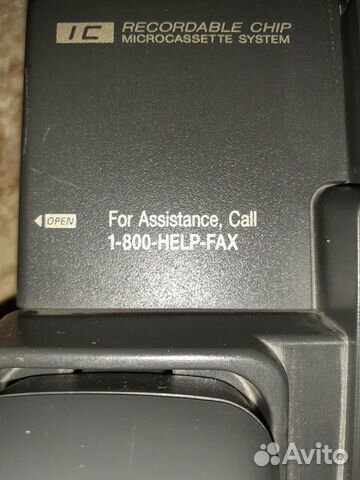 IC RECORDABLE CHIP
MICROCASSETTE SYSTEM
OPEN For Assistance, Call
1-800-HELP-FAX
Avito